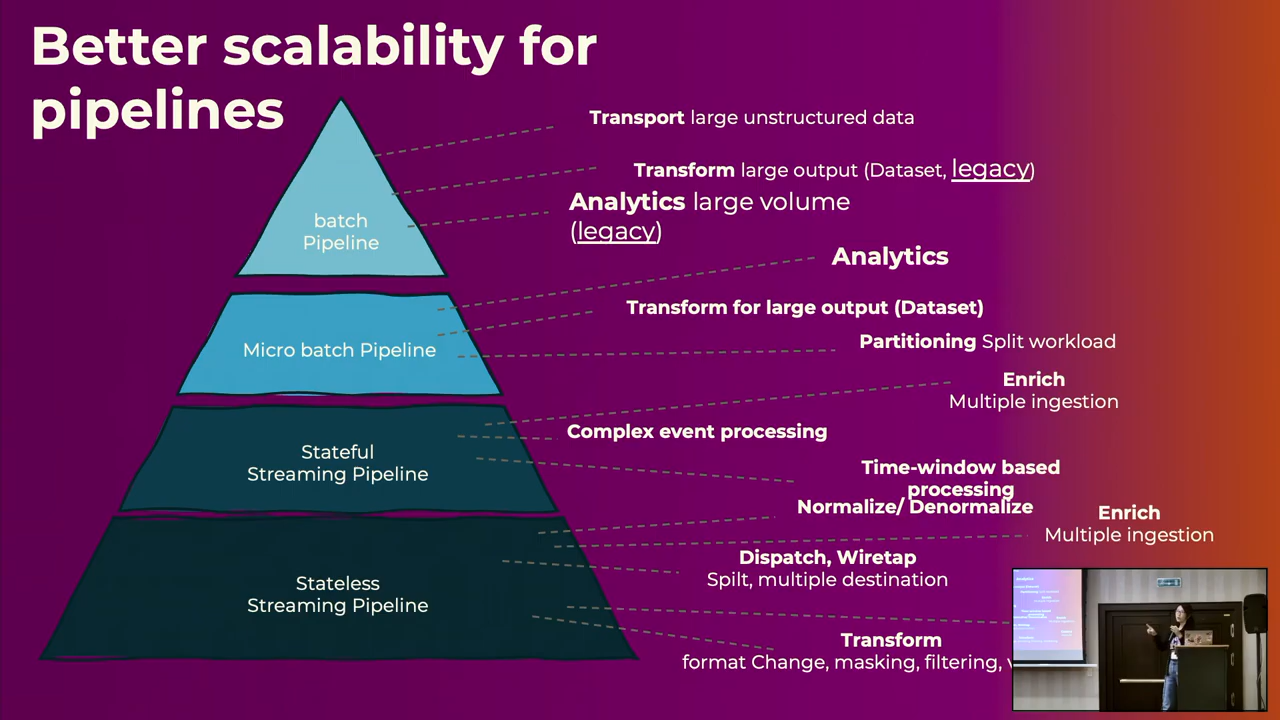 Better scalability for
pipelines
Transport large unstructured data
Transform large output (Dataset, legacy)
Analytics large volume
(legacy)
batch
Pipeline
Analytics
Transform for large output (Dataset)
Micro batch Pipeline
Partitioning Split workload
Enrich
Multiple ingestion
Complex event processing
Stateful
Streaming Pipeline
Time-window based
processing
Normalize/ Denormalize
Enrich
Multiple ingestion
Dispatch, Wiretap
Spilt, multiple destination
Stateless
Streaming Pipeline
Transform
format Change, masking, filtering,